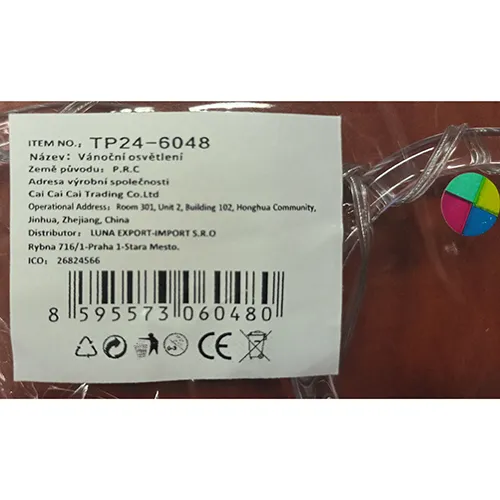 ITEM NO.: TP24-6048
Název: Vánoční osvětlení
Země původu: P.R.C
Adresa výrobní společnosti
Cai Cai Cai Trading Co.Ltd
Operational Address: Room 301, Unit 2, Building 102, Honghua Community,
Jinhua, Zhejiang, China
Distributor: LUNA EXPORT-IMPORT S.R.O
Rybna 716/1-Praha 1-Stara Mesto.
ICO: 26824566
8 595573 060480
CE